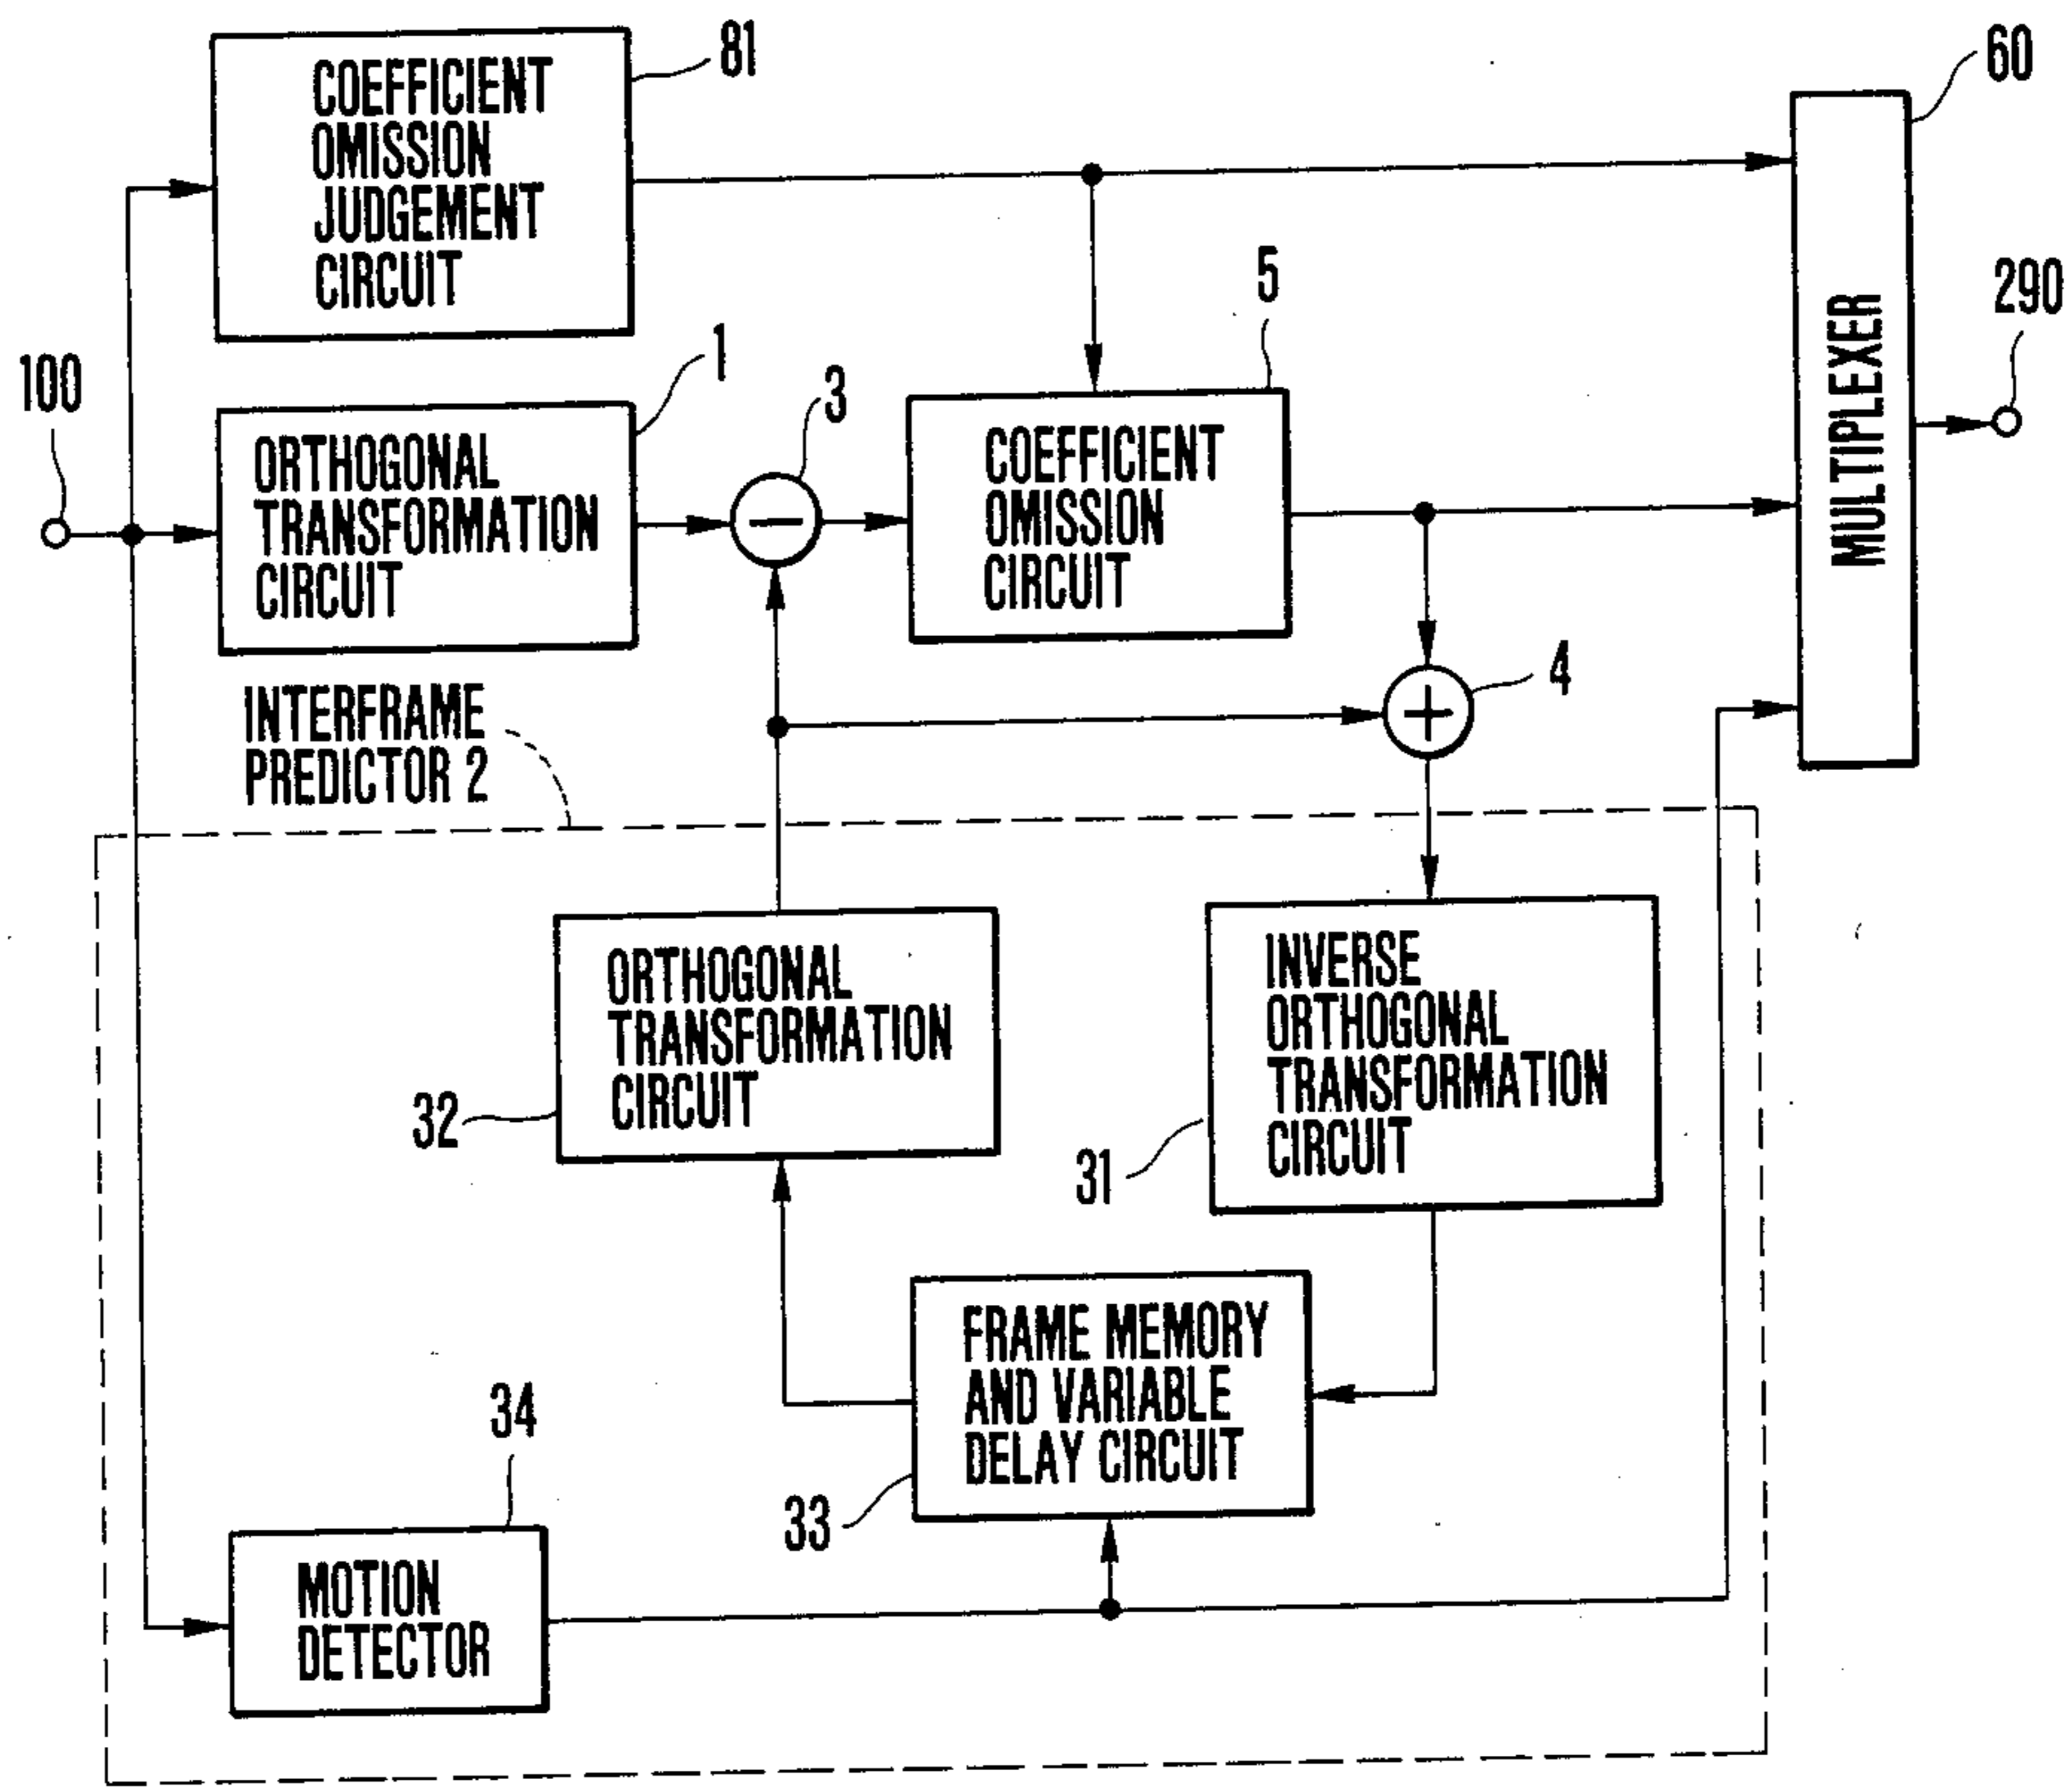 81
60
COEFFICIENT
OMISSION
JUDGEMENT
CIRCUIT
5
290
100
1
3
ORTHOGONAL
TRANSFORMATION
CIRCUIT
COEFFICIENT
OMISSION
CIRCUIT
MULTIPLEXER
4
INTERFRAME
PREDICTOR 2
ORTHOGONAL
TRANSFORMATION
CIRCUIT
32
INVERSE
ORTHOGONAL
TRANSFORMATION
CIRCUIT
31
FRAME MEMORY
AND VARIABLE
DELAY CIRCUIT
33
34
MOTION
DETECTOR